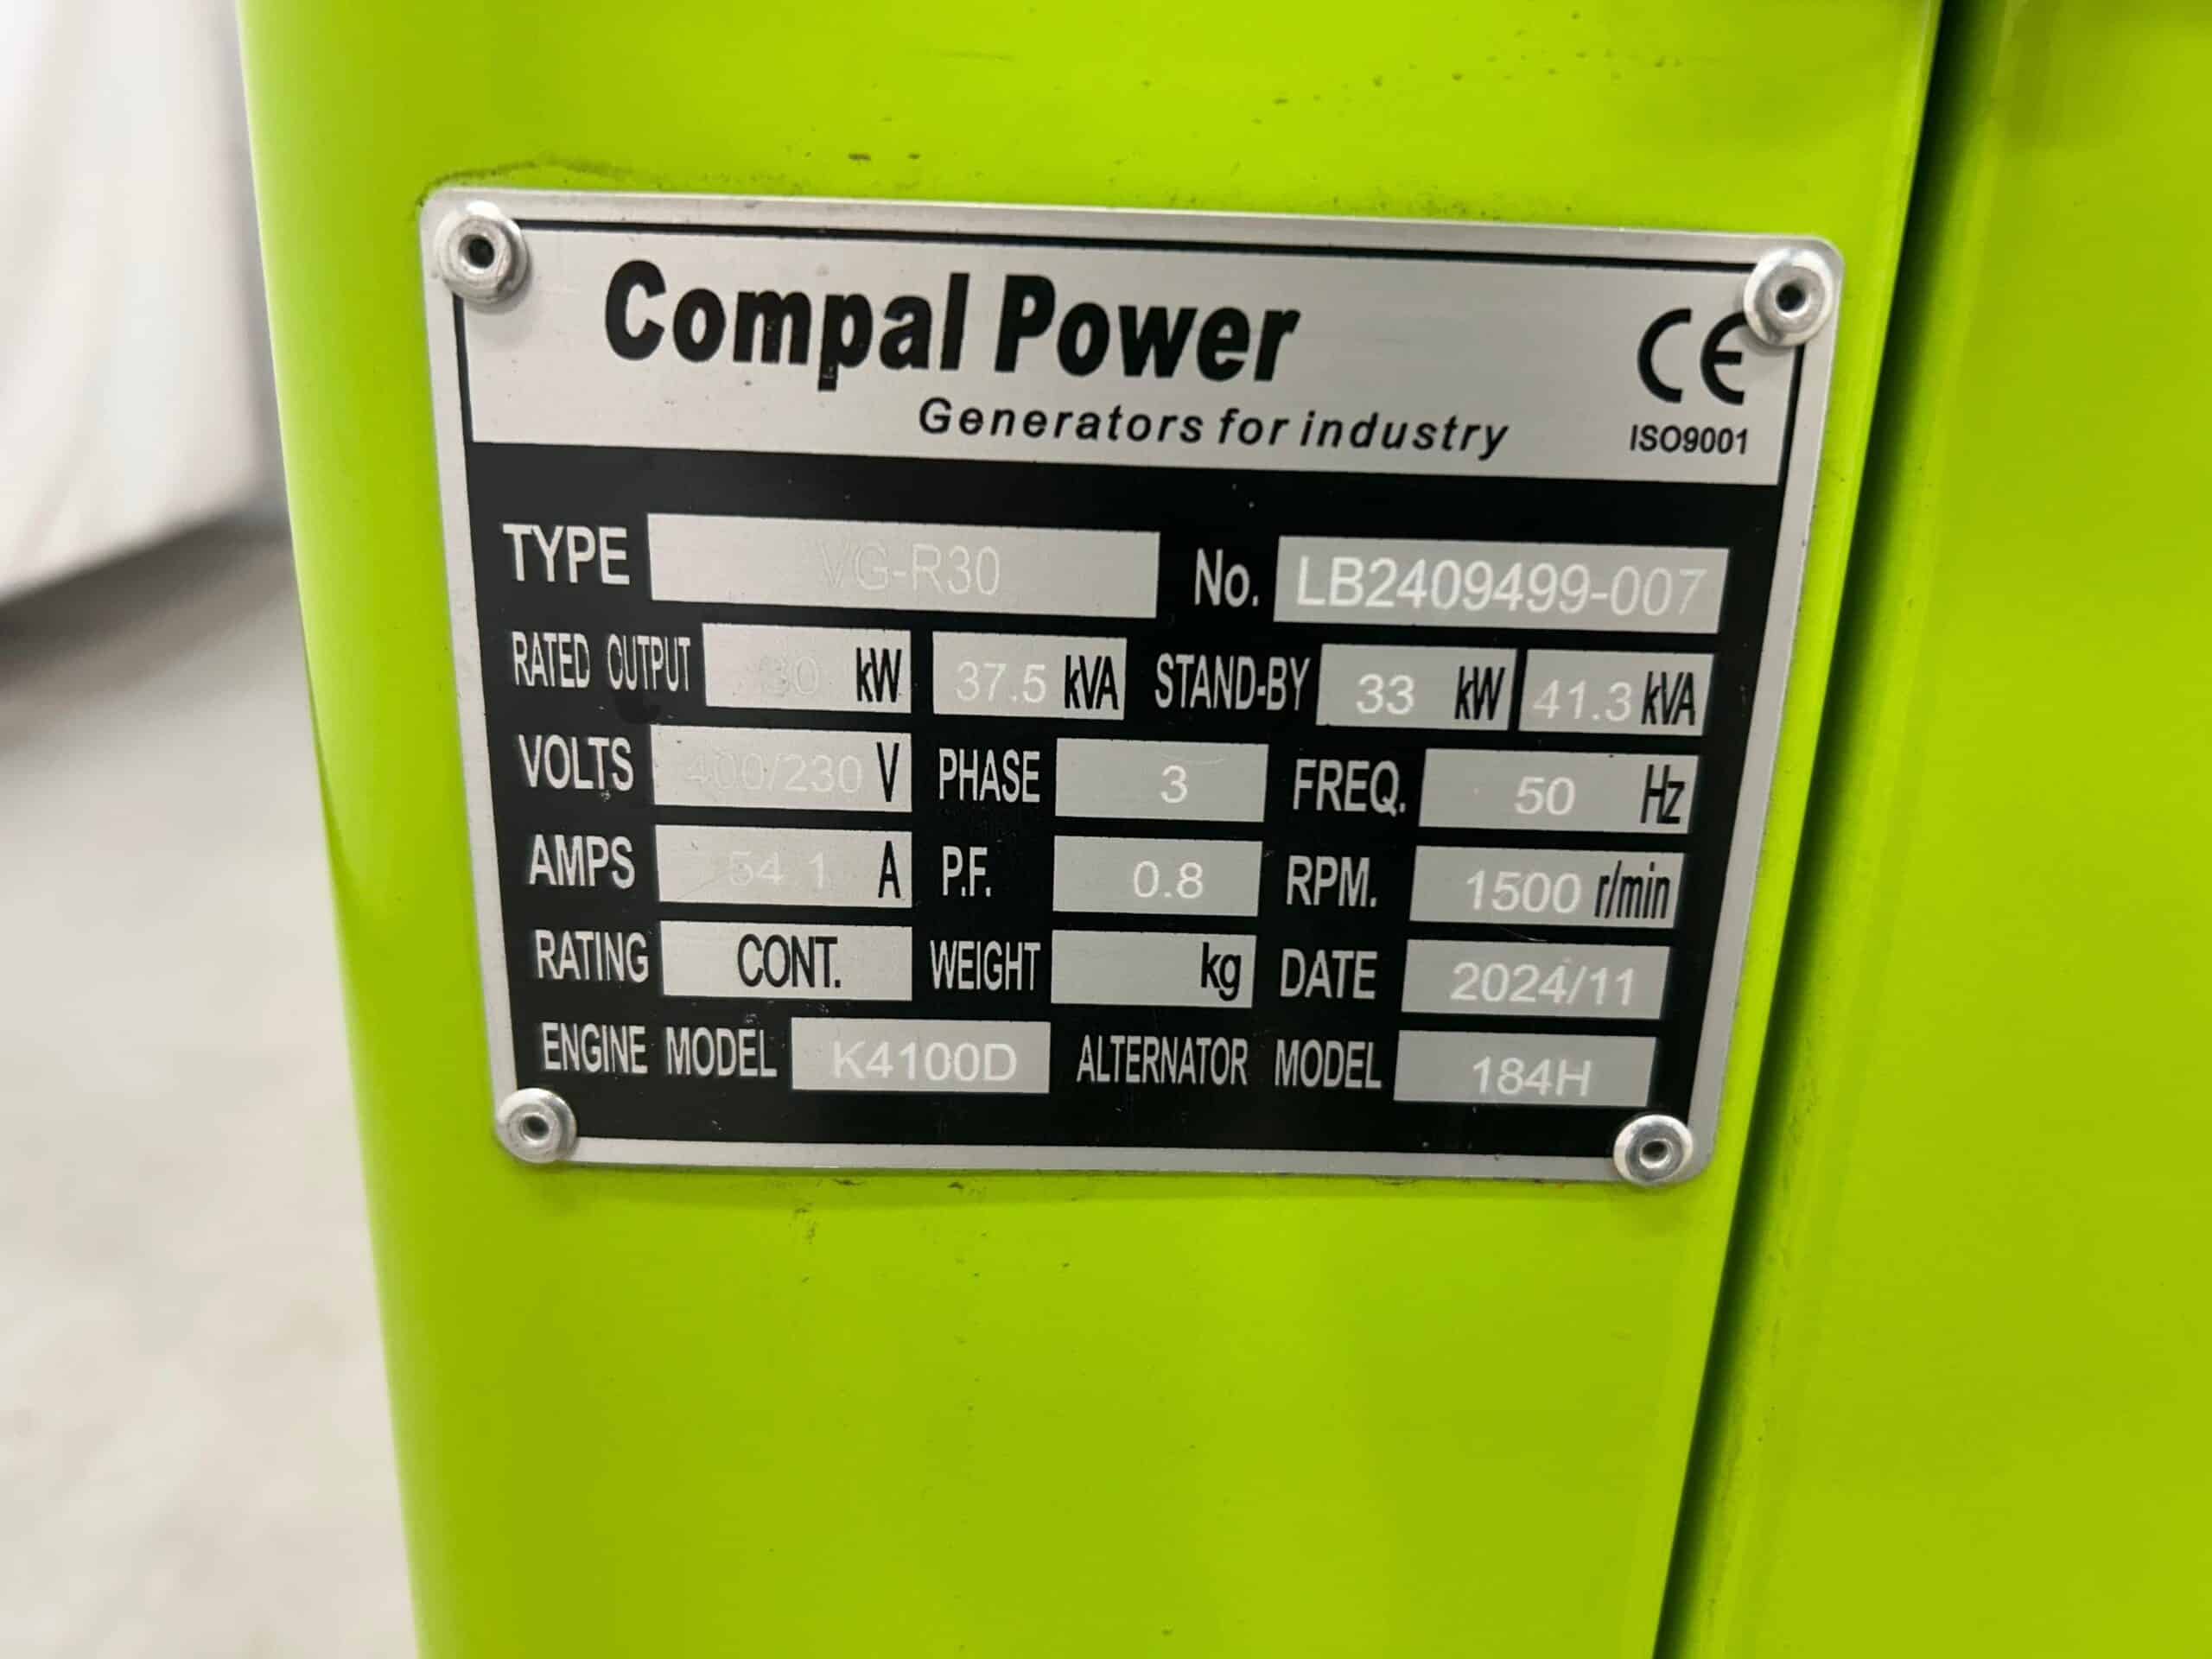 Compal Power
CE
Generators for industry
ISO9001
TYPE VG-R30 No. LB2409499-007
RATED OUTPUT 30 kW 37.5 kVA STAND-BY 33 kW 41.3 kVA
VOLTS 400/230 V PHASE 3 FREQ. 50 Hz
AMPS 54.1 A P.F. 0.8 RPM. 1500 r/min
RATING CONT. WEIGHT kg DATE 2024/11
ENGINE MODEL K4100D ALTERNATOR MODEL 184H